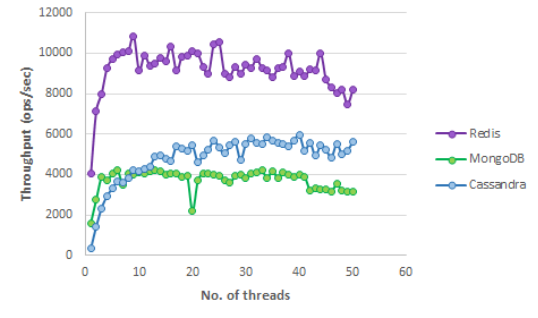 12000
10000
8000
6000
4000
2000
0
Throughput (ops/sec)
0 10 20 30 40 50 60
No. of threads
Redis
MongoDB
Cassandra